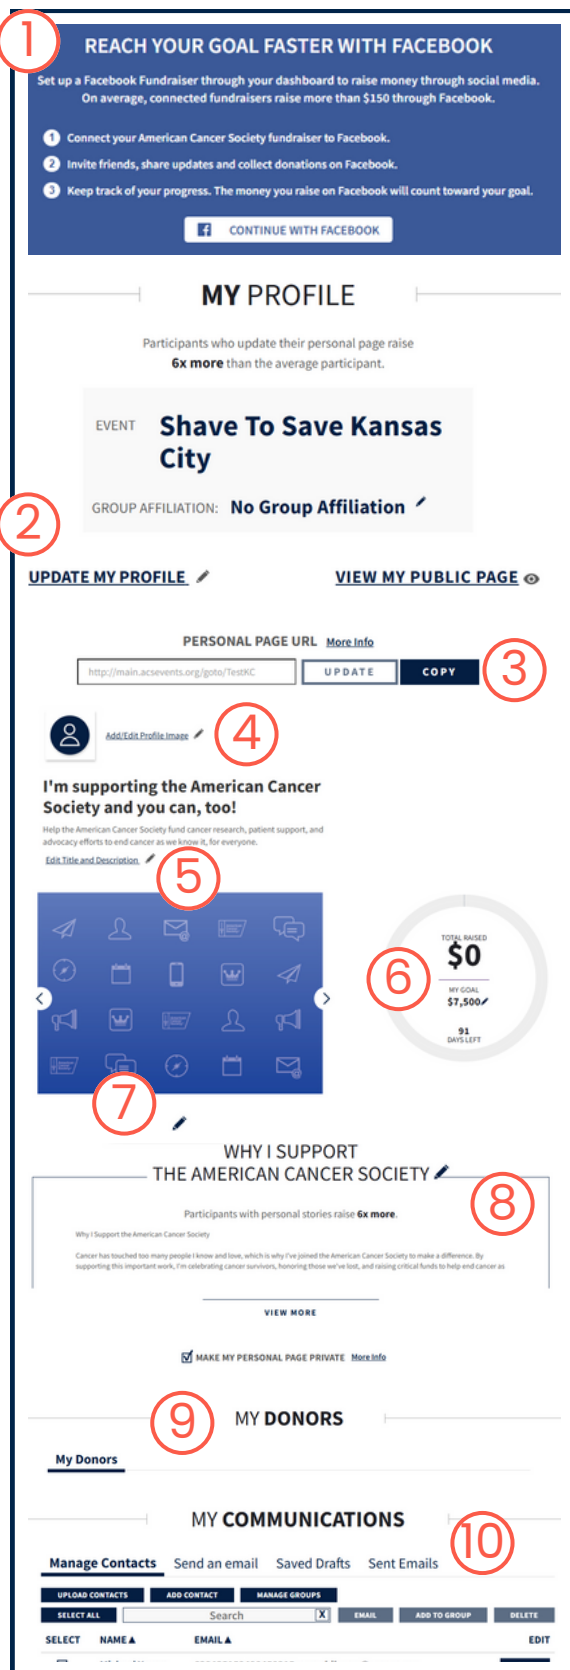 1
REACH YOUR GOAL FASTER WITH FACEBOOK
Set up a Facebook Fundraiser through your dashboard to raise money through social media.
On average, connected fundraisers raise more than $150 through Facebook.
1 Connect your American Cancer Society fundraiser to Facebook.
2 Invite friends, share updates and collect donations on Facebook.
3 Keep track of your progress. The money you raise on Facebook will count toward your goal.
CONTINUE WITH FACEBOOK
MY PROFILE
Participants who update their personal page raise
6x more than the average participant.
EVENT Shave To Save Kansas
City
GROUP AFFILIATION: No Group Affiliation
2
UPDATE MY PROFILE VIEW MY PUBLIC PAGE
PERSONAL PAGE URL More Info
http://main.acsevents.org/goto/TestKC UPDATE COPY 3
Add/Edit Profile Image 4
I'm supporting the American Cancer
Society and you can, too!
Help the American Cancer Society fund cancer research, patient support, and
advocacy efforts to end cancer as we know it, for everyone.
Edit Title and Description 5
TOTAL RAISED
$0
6
MY GOAL
$7,500
91
DAYS LEFT
7
WHY I SUPPORT
THE AMERICAN CANCER SOCIETY
8
Participants with personal stories raise 6x more.
Why I Support the American Cancer Society
Cancer has touched too many people I know and love, which is why I've joined the American Cancer Society to make a difference. By
supporting this important work, I'm celebrating cancer survivors, honoring those we've lost, and raising critical funds to help end cancer as
VIEW MORE
MAKE MY PERSONAL PAGE PRIVATE More Info
9 MY DONORS
My Donors
MY COMMUNICATIONS
10
Manage Contacts Send an email Saved Drafts Sent Emails
UPLOAD CONTACTS ADD CONTACT MANAGE GROUPS
SELECT ALL Search X EMAIL ADD TO GROUP DELETE
SELECT NAME EMAIL EDIT